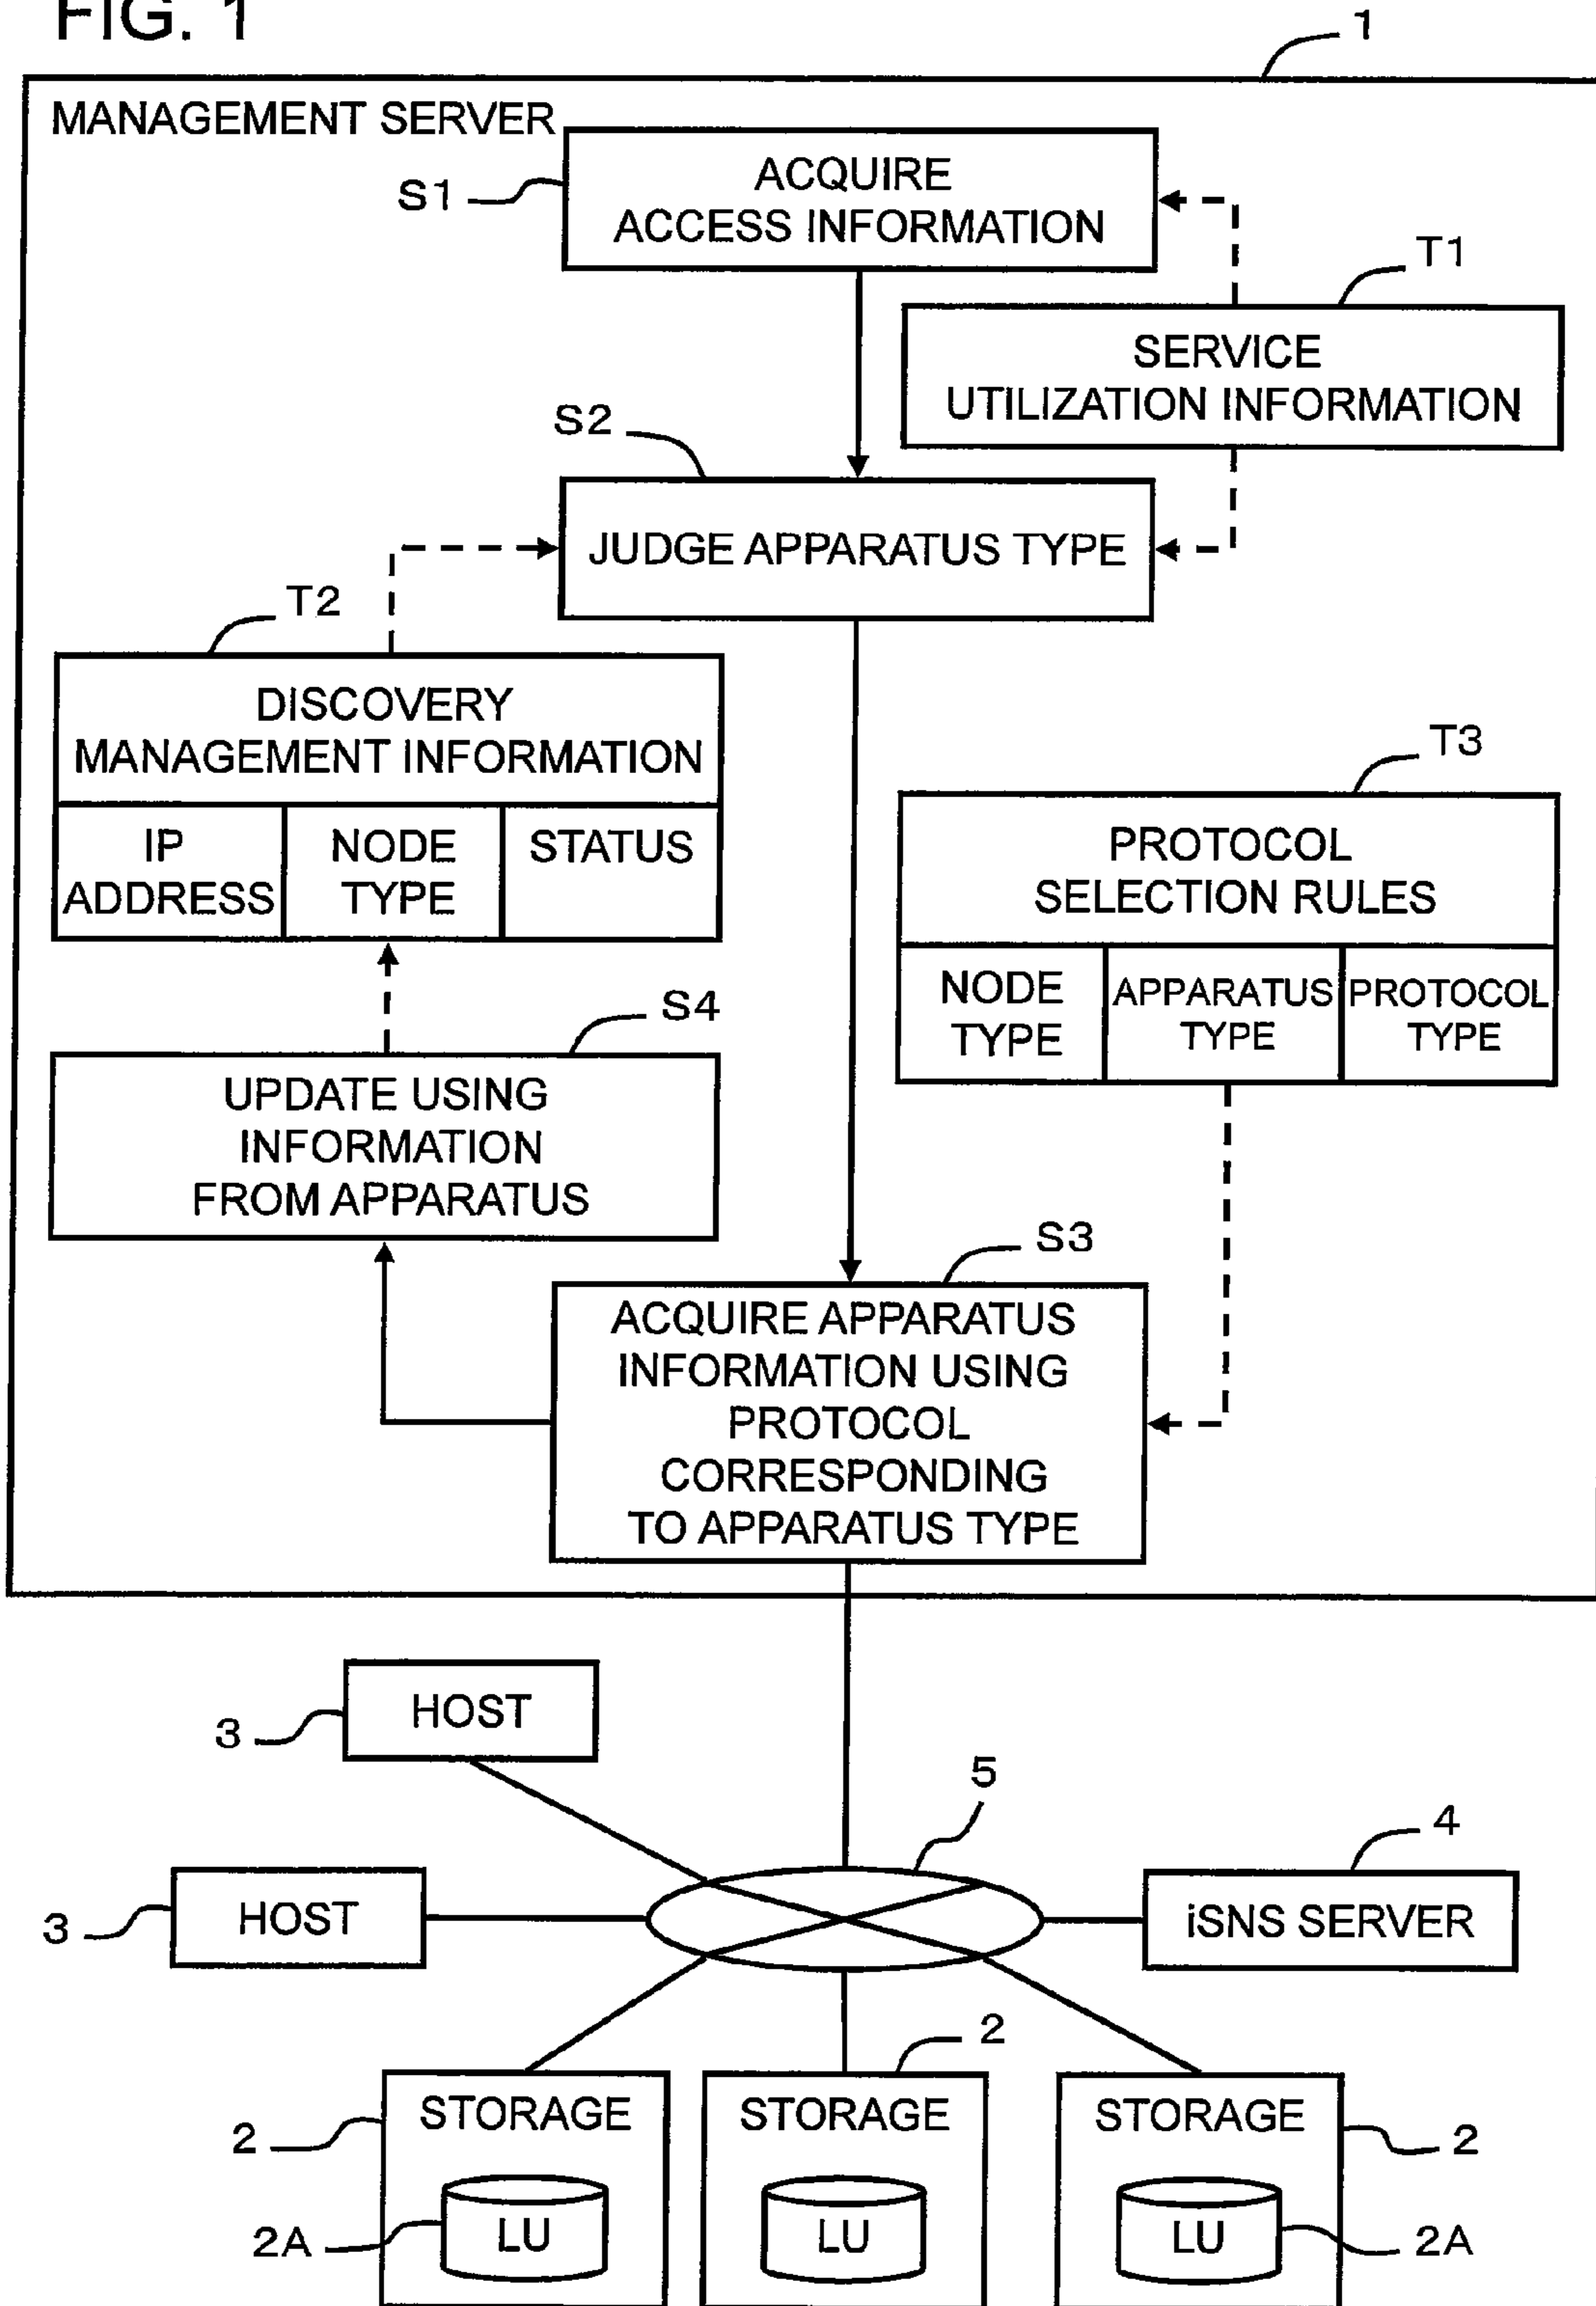 FIG. 1
1
MANAGEMENT SERVER
S1
ACQUIRE
ACCESS INFORMATION
T1
SERVICE
UTILIZATION INFORMATION
S2
JUDGE APPARATUS TYPE
T2
DISCOVERY
MANAGEMENT INFORMATION
IP
ADDRESS
NODE
TYPE
STATUS
T3
PROTOCOL
SELECTION RULES
NODE
TYPE
APPARATUS
TYPE
PROTOCOL
TYPE
S4
UPDATE USING
INFORMATION
FROM APPARATUS
S3
ACQUIRE APPARATUS
INFORMATION USING
PROTOCOL
CORRESPONDING
TO APPARATUS TYPE
3
HOST
5
4
3
HOST
iSNS SERVER
2
2
STORAGE
LU
2A
STORAGE
LU
STORAGE
2
LU
2A